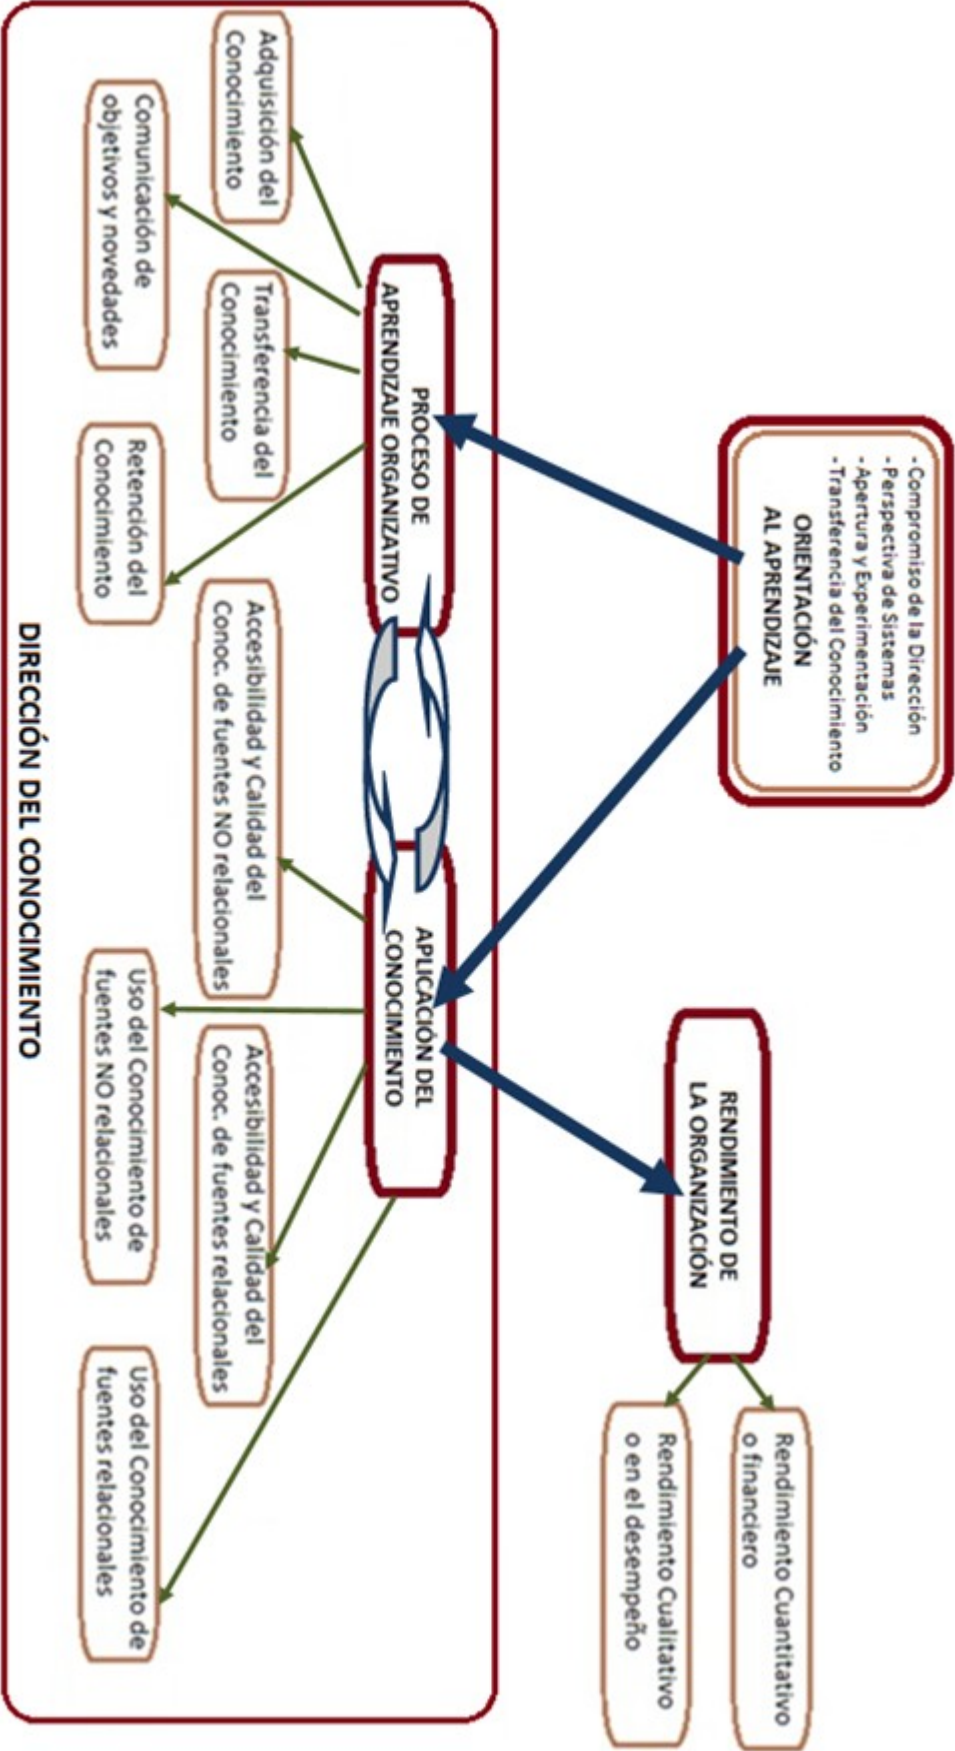 - Compromiso de la Dirección
- Perspectiva de Sistemas
- Apertura y Experimentación
- Transferencia del Conocimiento
ORIENTACIÓN
AL APRENDIZAJE
RENDIMIENTO DE
LA ORGANIZACIÓN
Rendimiento Cuantitativo
o financiero
Rendimiento Cualitativo
o en el desempeño
PROCESO DE
APRENDIZAJE ORGANIZATIVO
APLICACIÓN DEL
CONOCIMIENTO
Adquisición del
Conocimiento
Transferencia del
Conocimiento
Accesibilidad y Calidad del
Conoc. de fuentes NO relacionales
Accesibilidad y Calidad del
Conoc. de fuentes relacionales
Comunicación de
objetivos y novedades
Retención del
Conocimiento
Uso del Conocimiento de
fuentes NO relacionales
Uso del Conocimiento de
fuentes relacionales
DIRECCIÓN DEL CONOCIMIENTO